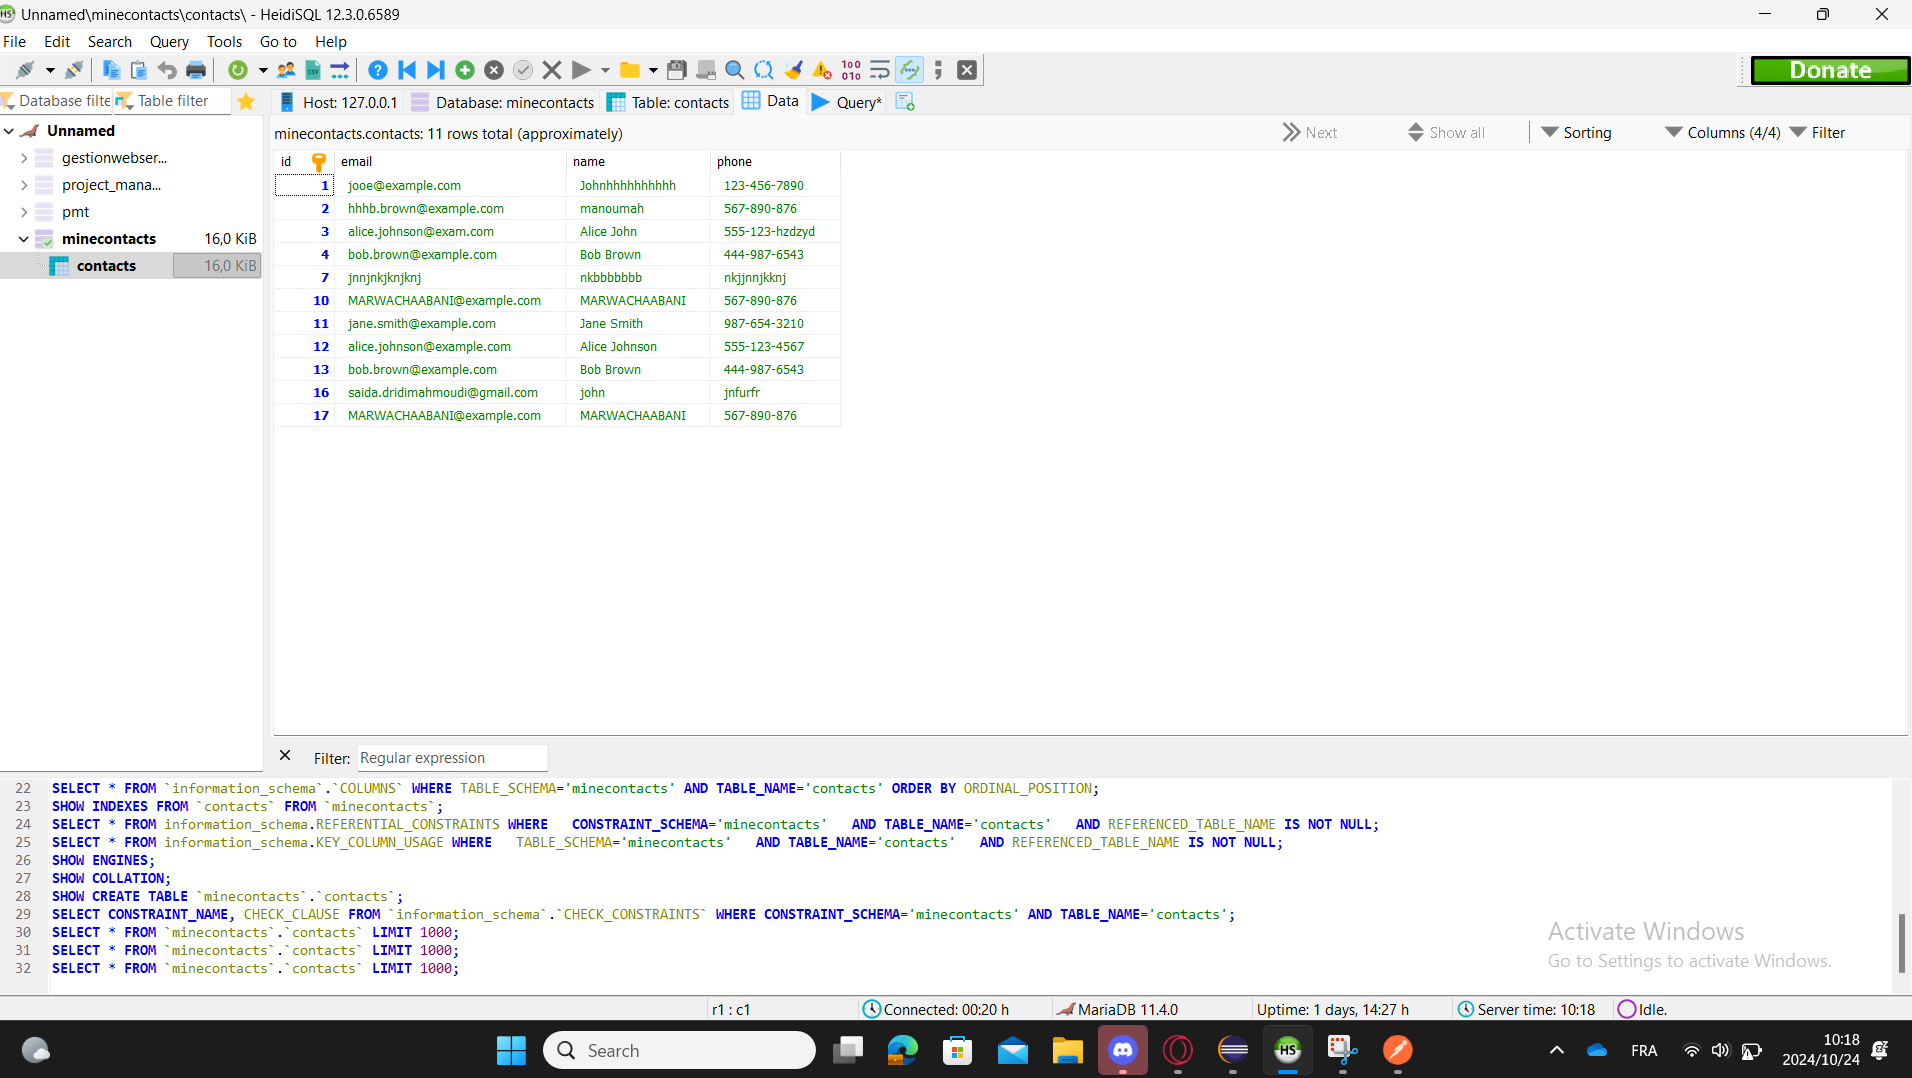 Unnamed\minecontacts\contacts\ - HeidiSQL 12.3.0.6589
File Edit Search Query Tools Go to Help
Donate
Database filte Table filter Host: 127.0.0.1 Database: minecontacts Table: contacts Data Query*
Unnamed
gestionwebser...
project_mana...
pmt
minecontacts 16,0 KiB
contacts 16,0 KiB
minecontacts.contacts: 11 rows total (approximately) Next Show all Sorting Columns (4/4) Filter
id email name phone
1 jooe@example.com Johnhhhhhhhhhh 123-456-7890
2 hhhb.brown@example.com manoumah 567-890-876
3 alice.johnson@exam.com Alice John 555-123-hzdzyd
4 bob.brown@example.com Bob Brown 444-987-6543
7 jnnjnkjknjknj nkbbbbbbb nkjjnnjkknj
10 MARWACHAABANI@example.com MARWACHAABANI 567-890-876
11 jane.smith@example.com Jane Smith 987-654-3210
12 alice.johnson@example.com Alice Johnson 555-123-4567
13 bob.brown@example.com Bob Brown 444-987-6543
16 saida.dridimahmoudi@gmail.com john jnfurfr
17 MARWACHAABANI@example.com MARWACHAABANI 567-890-876
Filter: Regular expression
22 SELECT * FROM `information_schema`.`COLUMNS` WHERE TABLE_SCHEMA='minecontacts' AND TABLE_NAME='contacts' ORDER BY ORDINAL_POSITION;
23 SHOW INDEXES FROM `contacts` FROM `minecontacts`;
24 SELECT * FROM information_schema.REFERENTIAL_CONSTRAINTS WHERE CONSTRAINT_SCHEMA='minecontacts' AND TABLE_NAME='contacts' AND REFERENCED_TABLE_NAME IS NOT NULL;
25 SELECT * FROM information_schema.KEY_COLUMN_USAGE WHERE TABLE_SCHEMA='minecontacts' AND TABLE_NAME='contacts' AND REFERENCED_TABLE_NAME IS NOT NULL;
26 SHOW ENGINES;
27 SHOW COLLATION;
28 SHOW CREATE TABLE `minecontacts`.`contacts`;
29 SELECT CONSTRAINT_NAME, CHECK_CLAUSE FROM `information_schema`.`CHECK_CONSTRAINTS` WHERE CONSTRAINT_SCHEMA='minecontacts' AND TABLE_NAME='contacts';
30 SELECT * FROM `minecontacts`.`contacts` LIMIT 1000;
31 SELECT * FROM `minecontacts`.`contacts` LIMIT 1000;
32 SELECT * FROM `minecontacts`.`contacts` LIMIT 1000;
Activate Windows
Go to Settings to activate Windows.
r1 : c1 Connected: 00:20 h MariaDB 11.4.0 Uptime: 1 days, 14:27 h Server time: 10:18 Idle.
Search HS FRA 10:18
2024/10/24